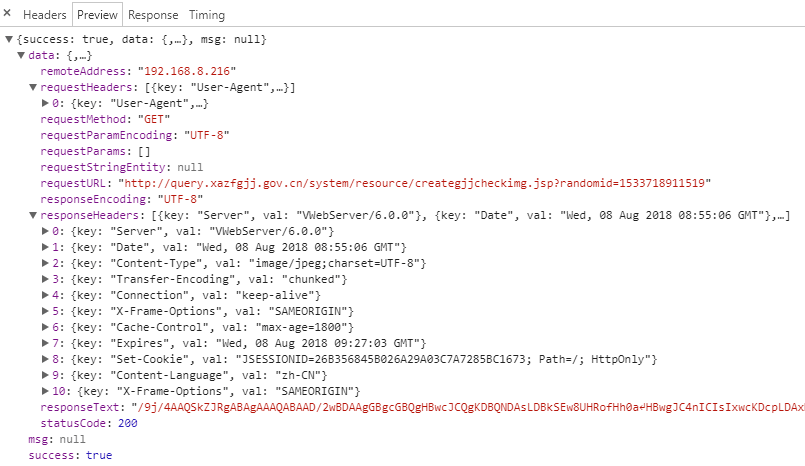 × Headers Preview Response Timing
▼{success: true, data: {,…}, msg: null}
▼data: {,…}
remoteAddress: "192.168.8.216"
▼requestHeaders: [{key: "User-Agent",…}]
▶0: {key: "User-Agent",…}
requestMethod: "GET"
requestParamEncoding: "UTF-8"
requestParams: []
requestStringEntity: null
requestURL: "http://query.xazfgjj.gov.cn/system/resource/creategjjcheckimg.jsp?randomid=1533718911519"
responseEncoding: "UTF-8"
▼responseHeaders: [{key: "Server", val: "VWebServer/6.0.0"}, {key: "Date", val: "Wed, 08 Aug 2018 08:55:06 GMT"},…]
▶0: {key: "Server", val: "VWebServer/6.0.0"}
▶1: {key: "Date", val: "Wed, 08 Aug 2018 08:55:06 GMT"}
▶2: {key: "Content-Type", val: "image/jpeg;charset=UTF-8"}
▶3: {key: "Transfer-Encoding", val: "chunked"}
▶4: {key: "Connection", val: "keep-alive"}
▶5: {key: "X-Frame-Options", val: "SAMEORIGIN"}
▶6: {key: "Cache-Control", val: "max-age=1800"}
▶7: {key: "Expires", val: "Wed, 08 Aug 2018 09:27:03 GMT"}
▶8: {key: "Set-Cookie", val: "JSESSIONID=26B356845B026A29A03C7A7285BC1673; Path=/; HttpOnly"}
▶9: {key: "Content-Language", val: "zh-CN"}
▶10: {key: "X-Frame-Options", val: "SAMEORIGIN"}
responseText: "/9j/4AAQSkZJRgABAgAAAQABAAD/2wBDAAgGBgcGBQgHBwcJCQgKDBQNDAsLDBkSEw8UHRofHh0a↵HBwgJC4nICIsIxwcKDcpLDAx
statusCode: 200
msg: null
success: true